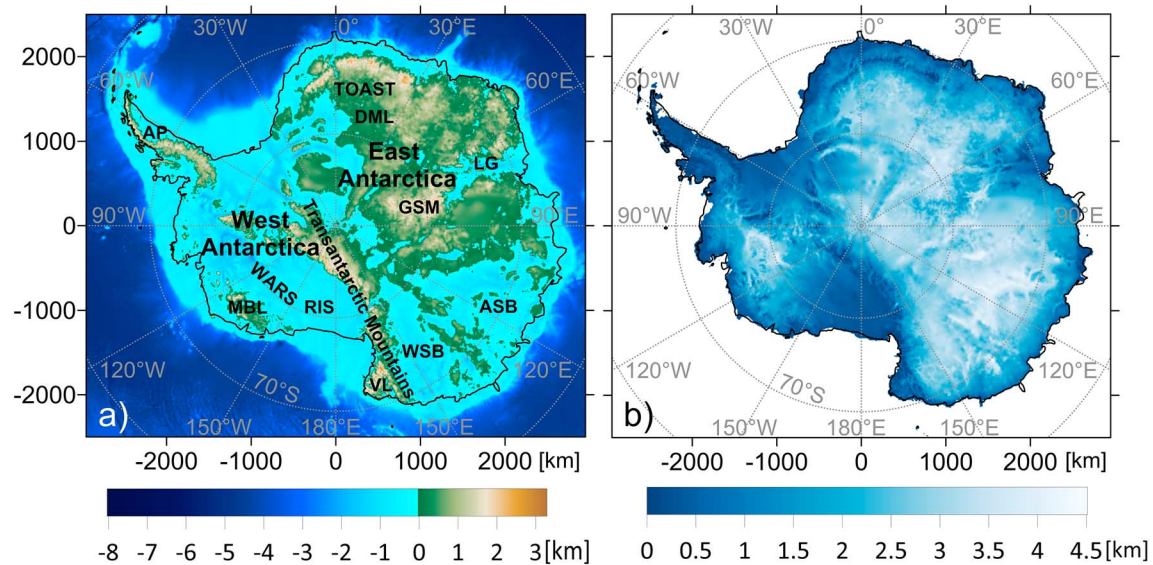 30°W
0°
30°E
60°W
60°E
90°W
90°E
120°W
120°E
150°W
180°E
150°E
70°S
2000
1000
0
-1000
-2000
TOAST
DML
AP
East
Antarctica
LG
GSM
West
Antarctica
Transantarctic Mountains
WARS
MBL
RIS
ASB
WSB
VL
a)
-2000 -1000 0 1000 2000 [km]
-8 -7 -6 -5 -4 -3 -2 -1 0 1 2 3 [km]
30°W
0°
30°E
60°W
60°E
90°W
90°E
120°W
120°E
150°W
180°E
150°E
70°S
b)
-2000 -1000 0 1000 2000 [km]
0 0.5 1 1.5 2 2.5 3 3.5 4 4.5 [km]